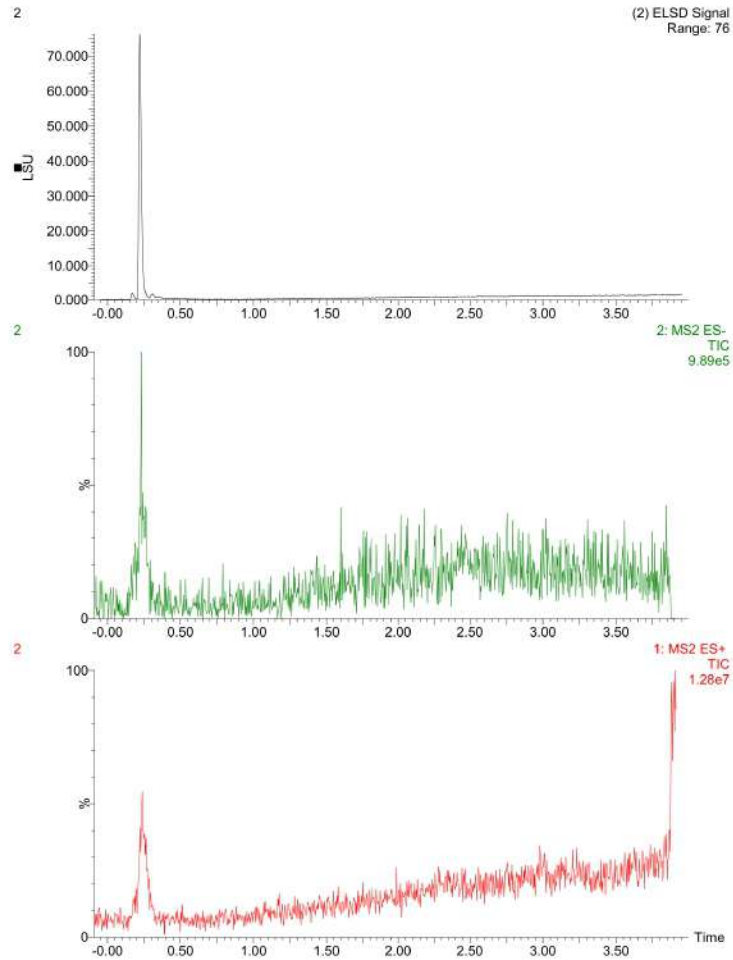 2
(2) ELSD Signal
Range: 76
70.000
60.000
50.000
40.000
30.000
20.000
10.000
0.000
LSU
-0.00 0.50 1.00 1.50 2.00 2.50 3.00 3.50
2
2: MS2 ES-
TIC
9.89e5
100
%
0
-0.00 0.50 1.00 1.50 2.00 2.50 3.00 3.50
2
1: MS2 ES+
TIC
1.28e7
100
%
0
Time
-0.00 0.50 1.00 1.50 2.00 2.50 3.00 3.50